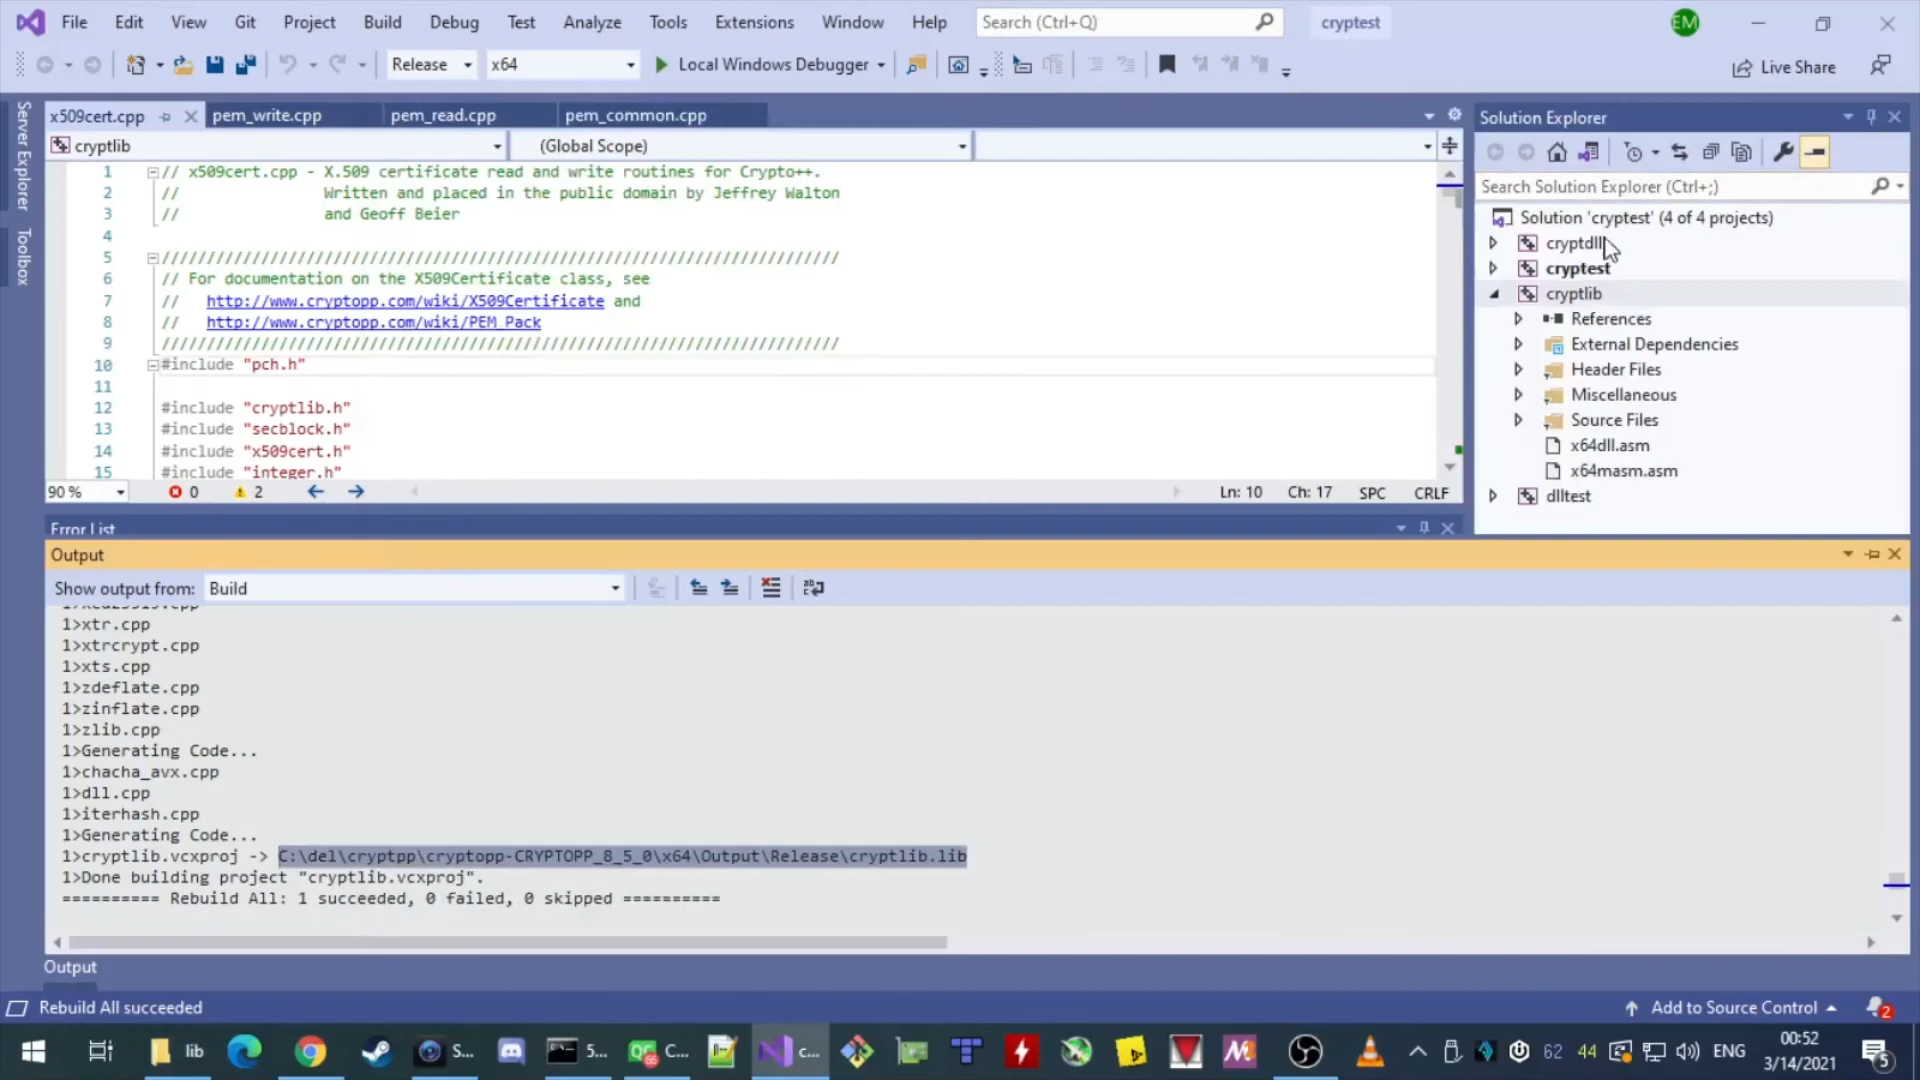 File Edit View Git Project Build Debug Test Analyze Tools Extensions Window Help Search (Ctrl+Q) cryptest EM
Release x64 Local Windows Debugger Live Share
Server Explorer
Toolbox
x509cert.cpp pem_write.cpp pem_read.cpp pem_common.cpp
cryptlib (Global Scope)
1 // x509cert.cpp - X.509 certificate read and write routines for Crypto++.
2 // Written and placed in the public domain by Jeffrey Walton
3 // and Geoff Beier
4
5 ///////////////////////////////////////////////////////////////////////////
6 // For documentation on the X509Certificate class, see
7 // http://www.cryptopp.com/wiki/X509Certificate and
8 // http://www.cryptopp.com/wiki/PEM_Pack
9 ///////////////////////////////////////////////////////////////////////////
10 #include "pch.h"
11
12 #include "cryptlib.h"
13 #include "secblock.h"
14 #include "x509cert.h"
15 #include "integer.h"
90 % 0 2 Ln: 10 Ch: 17 SPC CRLF
Solution Explorer
Search Solution Explorer (Ctrl+;)
Solution 'cryptest' (4 of 4 projects)
cryptdll
cryptest
cryptlib
References
External Dependencies
Header Files
Miscellaneous
Source Files
x64dll.asm
x64masm.asm
dlltest
Error List
Output
Show output from: Build
1>xtr.cpp
1>xtrcrypt.cpp
1>xts.cpp
1>zdeflate.cpp
1>zinflate.cpp
1>zlib.cpp
1>Generating Code...
1>chacha_avx.cpp
1>dll.cpp
1>iterhash.cpp
1>Generating Code...
1>cryptlib.vcxproj -> C:\del\cryptpp\cryptopp-CRYPTOPP_8_5_0\x64\Output\Release\cryptlib.lib
1>Done building project "cryptlib.vcxproj".
========== Rebuild All: 1 succeeded, 0 failed, 0 skipped ==========
Output
Rebuild All succeeded Add to Source Control 2
lib S... 5... C... c... 62 44 ENG 00:52
3/14/2021 5